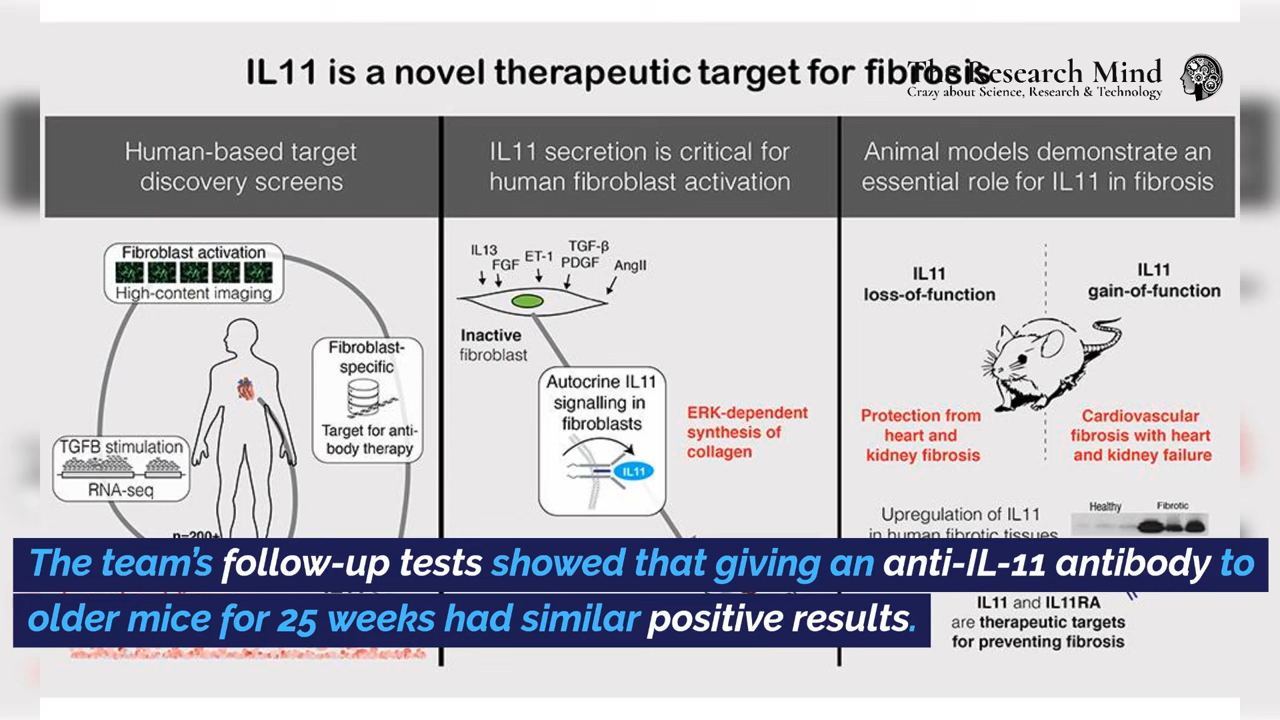 IL11 is a novel therapeutic target for fibrosis
The Research Mind
Crazy about Science, Research & Technology
Human-based target
discovery screens
Fibroblast activation
High-content imaging
Fibroblast-
specific
Target for anti-
body therapy
TGFB stimulation
RNA-seq
n=200+
IL11 secretion is critical for
human fibroblast activation
IL13
FGF
ET-1
TGF-β
PDGF
AngII
Inactive
fibroblast
Autocrine IL11
signalling in
fibroblasts
IL11
ERK-dependent
synthesis of
collagen
Animal models demonstrate an
essential role for IL11 in fibrosis
IL11
loss-of-function
IL11
gain-of-function
Protection from
heart and
kidney fibrosis
Cardiovascular
fibrosis with heart
and kidney failure
Upregulation of IL11
in human fibrotic tissues
Healthy
Fibrotic
IL11 and IL11RA
are therapeutic targets
for preventing fibrosis
The team's follow-up tests showed that giving an anti-IL-11 antibody to
older mice for 25 weeks had similar positive results.